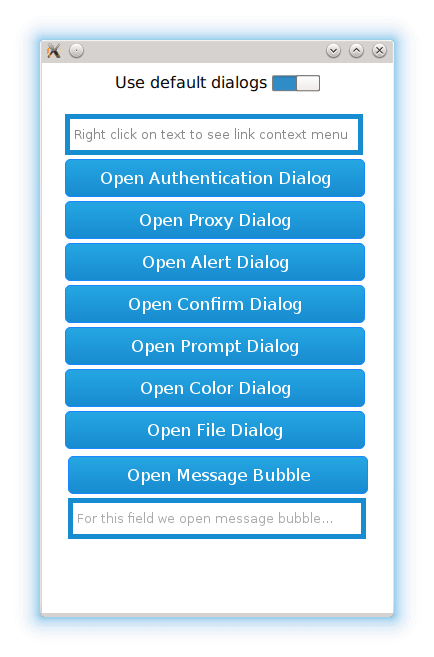 Use default dialogs
Right click on text to see link context menu
Open Authentication Dialog
Open Proxy Dialog
Open Alert Dialog
Open Confirm Dialog
Open Prompt Dialog
Open Color Dialog
Open File Dialog
Open Message Bubble
For this field we open message bubble...